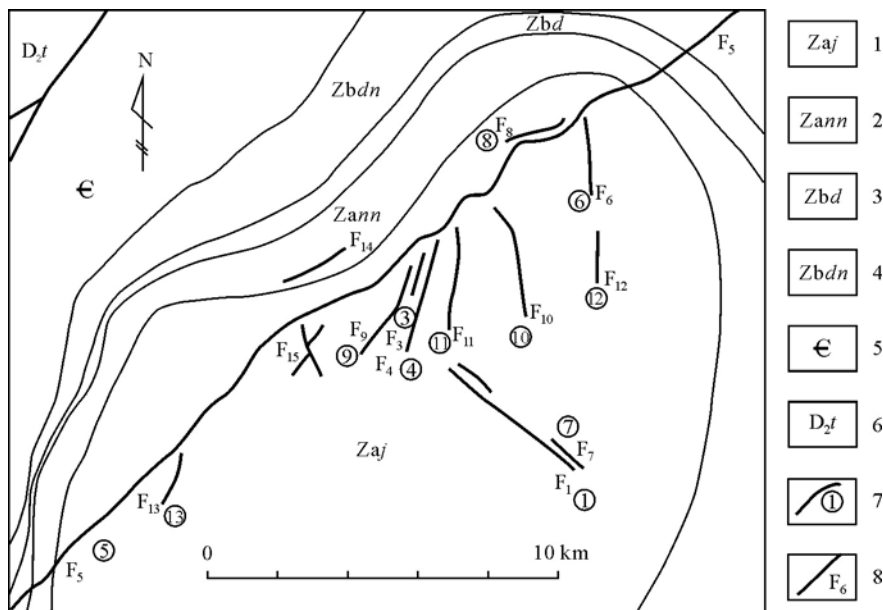 Zbd
F5
D2t
N
Zbdn
F8
⑧
Є
Zann
⑥ F6
F14
F12
⑫
F10
⑩
③
F3
F9
⑨
F11
⑪
F15
F4
④
Zaj
⑦
F7
F1
①
F13
⑬
⑤
F5
0 10 km
Zaj 1
Zann 2
Zbd 3
Zbdn 4
Є 5
D2t 6
① 7
F6 8